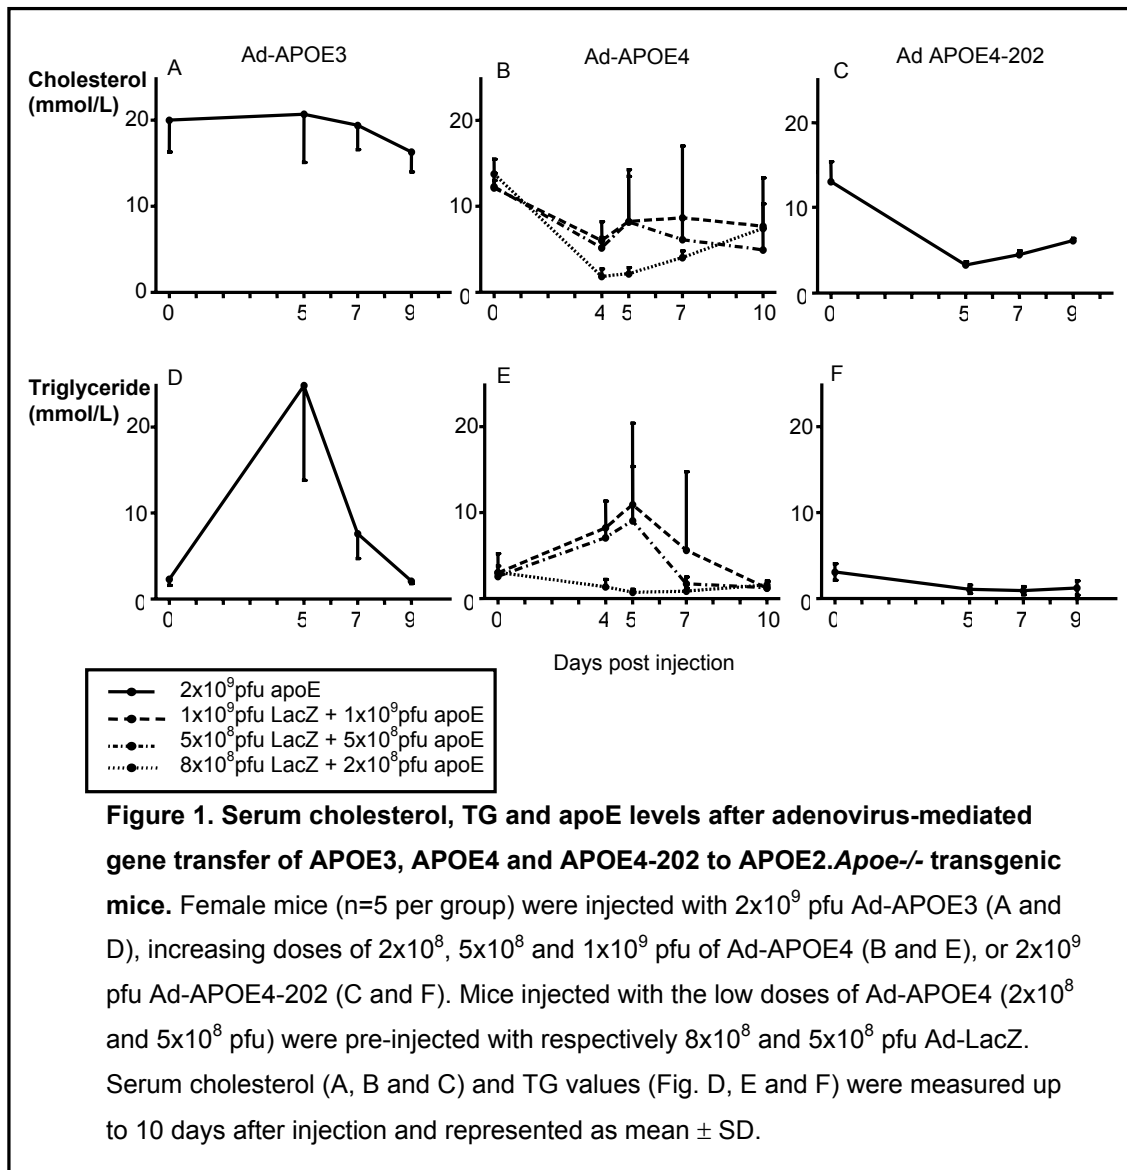 Ad-APOE3
Ad-APOE4
Ad APOE4-202
Cholesterol
(mmol/L)
A
B
C
20
10
0
0 5 7 9
20
10
0
0 4 5 7 10
20
10
0
0 5 7 9
Triglyceride
(mmol/L)
D
E
F
20
10
0
0 5 7 9
20
10
0
0 4 5 7 10
20
10
0
0 5 7 9
Days post injection
2x10⁹pfu apoE
1x10⁹pfu LacZ + 1x10⁹pfu apoE
5x10⁸pfu LacZ + 5x10⁸pfu apoE
8x10⁸pfu LacZ + 2x10⁸pfu apoE
Figure 1. Serum cholesterol, TG and apoE levels after adenovirus-mediated
gene transfer of APOE3, APOE4 and APOE4-202 to APOE2.Apoe-/- transgenic
mice. Female mice (n=5 per group) were injected with 2x10⁹ pfu Ad-APOE3 (A and
D), increasing doses of 2x10⁸, 5x10⁸ and 1x10⁹ pfu of Ad-APOE4 (B and E), or 2x10⁹
pfu Ad-APOE4-202 (C and F). Mice injected with the low doses of Ad-APOE4 (2x10⁸
and 5x10⁸ pfu) were pre-injected with respectively 8x10⁸ and 5x10⁸ pfu Ad-LacZ.
Serum cholesterol (A, B and C) and TG values (Fig. D, E and F) were measured up
to 10 days after injection and represented as mean ± SD.